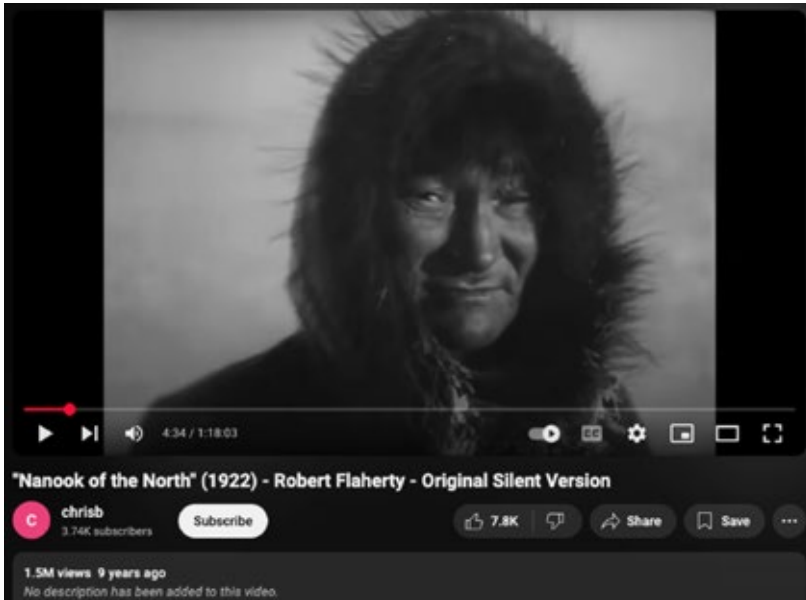 4:34 / 1:18:03
CC
"Nanook of the North" (1922) - Robert Flaherty - Original Silent Version
C
chrisb
3.74K subscribers
Subscribe
7.8K
Share
Save
1.5M views 9 years ago
No description has been added to this video.